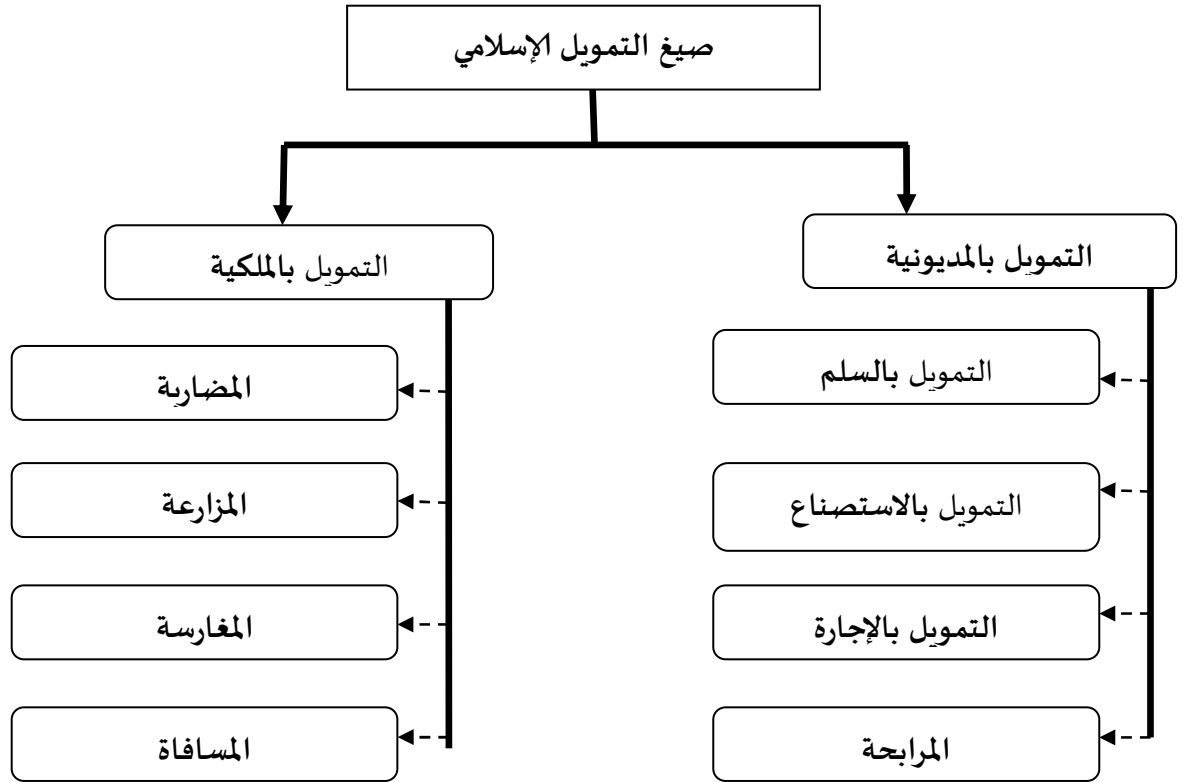 صيغ التمويل الإسلامي
التمويل بالمديونية
التمويل بالسلم
التمويل بالاستصناع
التمويل بالإجارة
المرابحة
التمويل بالملكية
المضاربة
المزارعة
المغارسة
المسافاة